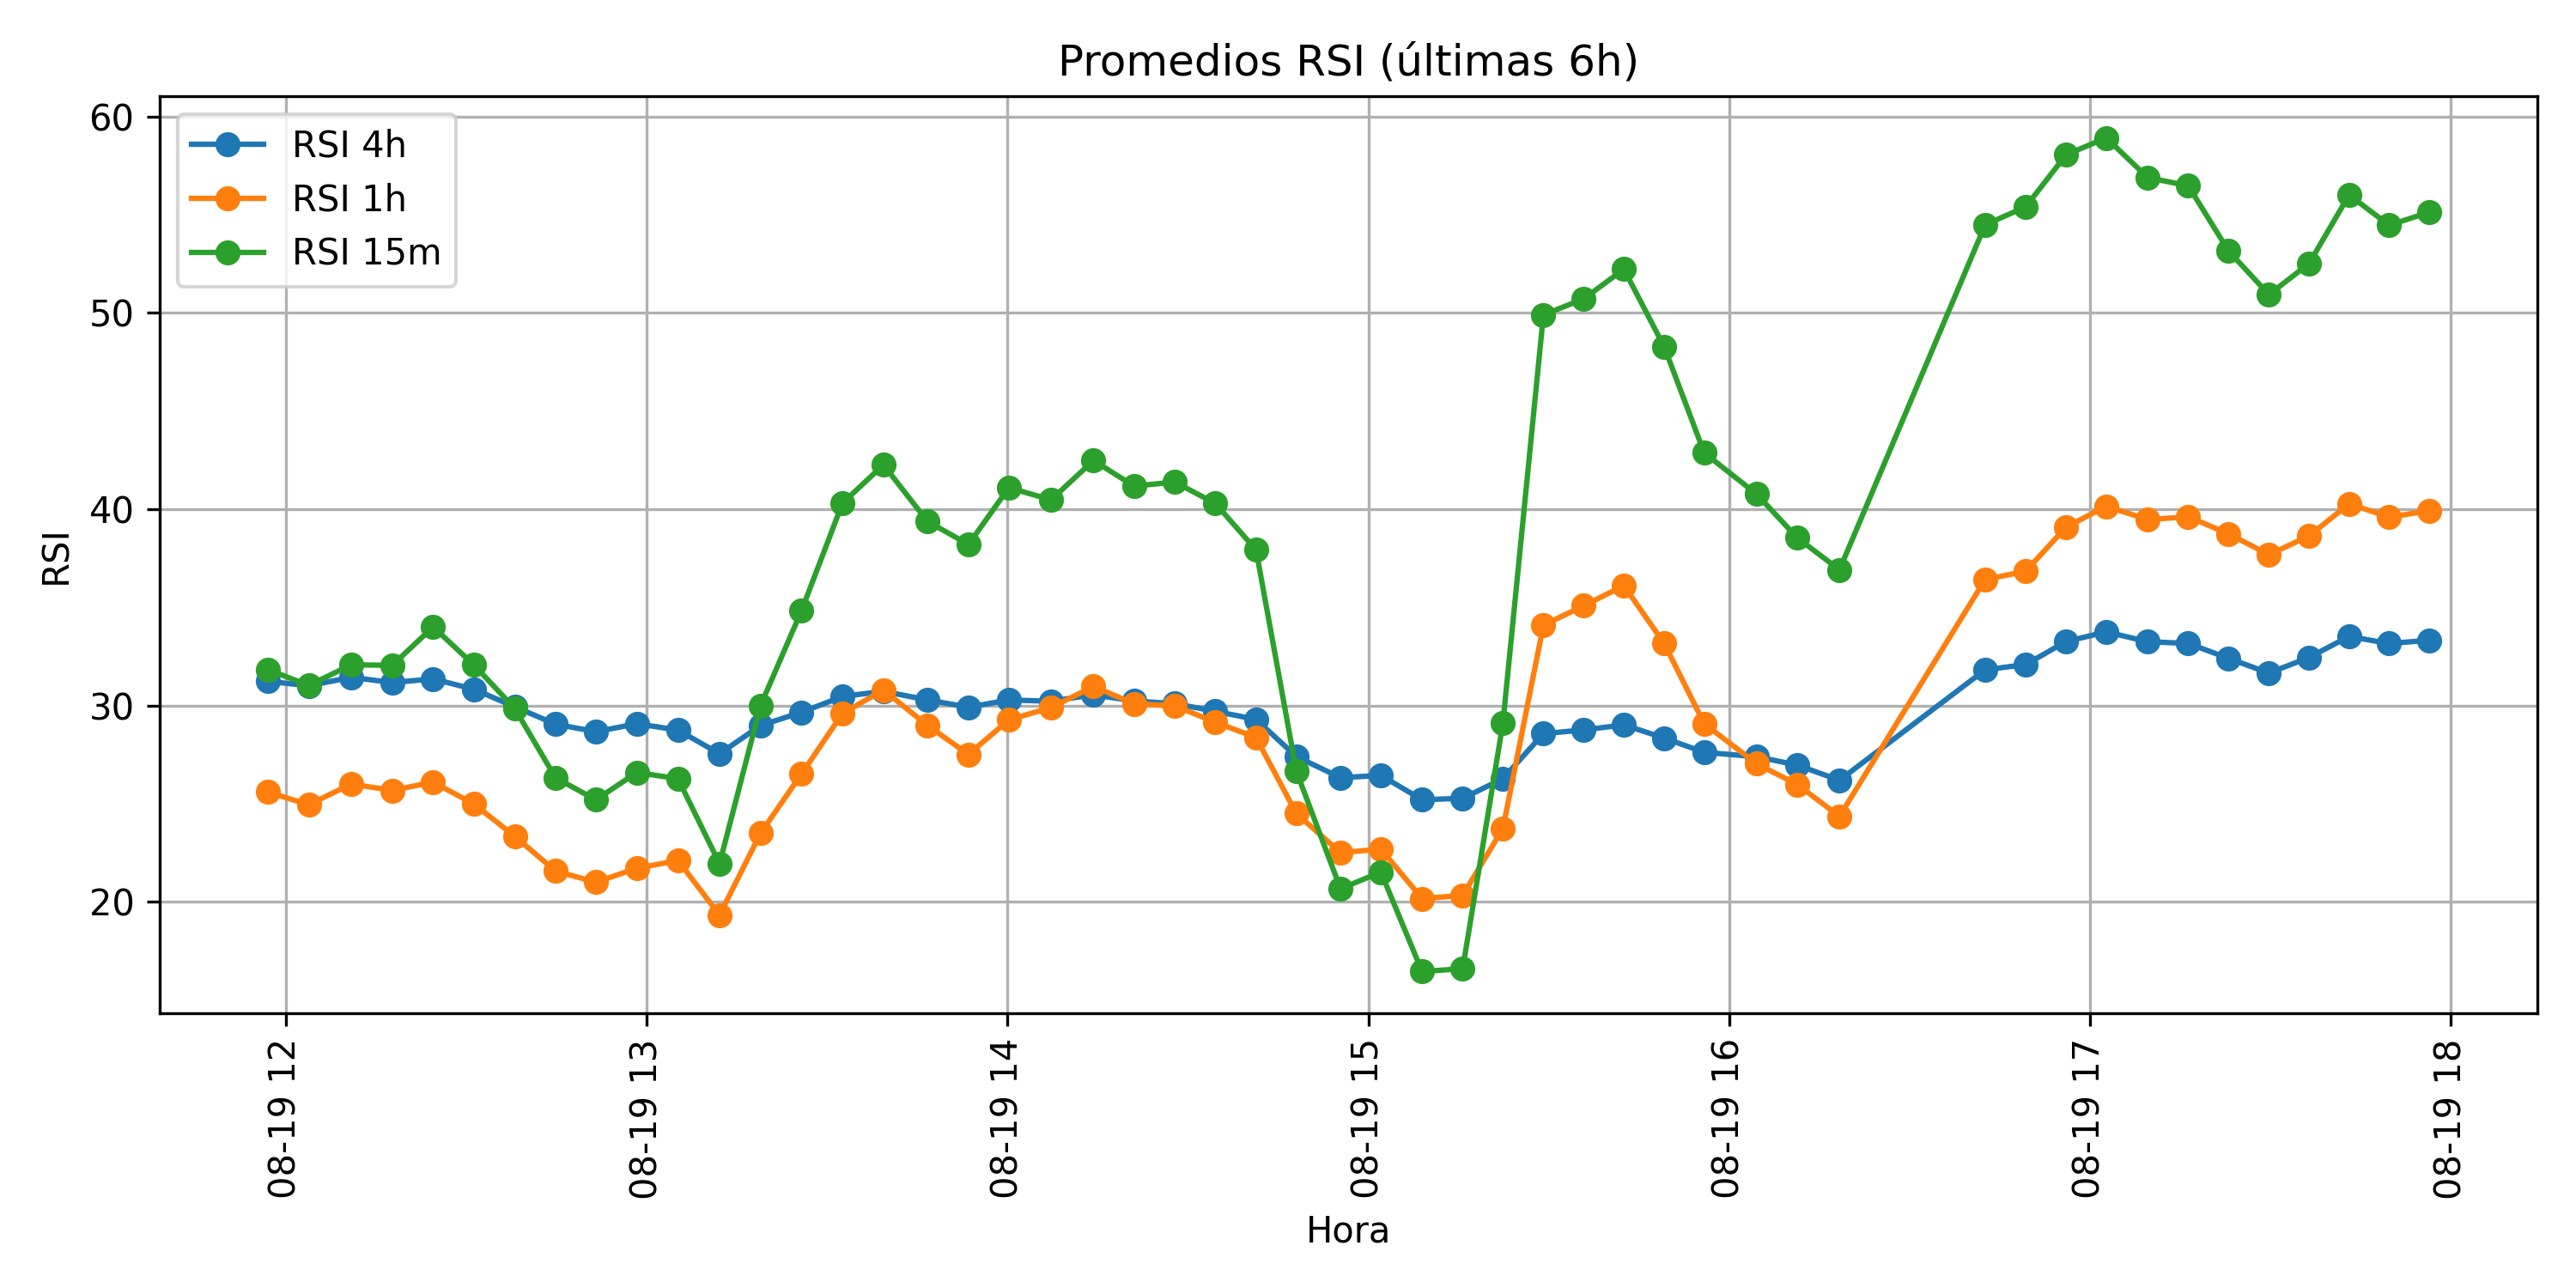 Promedios RSI (últimas 6h)
RSI 4h
RSI 1h
RSI 15m
60
50
40
30
20
RSI
08-19 12
08-19 13
08-19 14
08-19 15
08-19 16
08-19 17
08-19 18
Hora